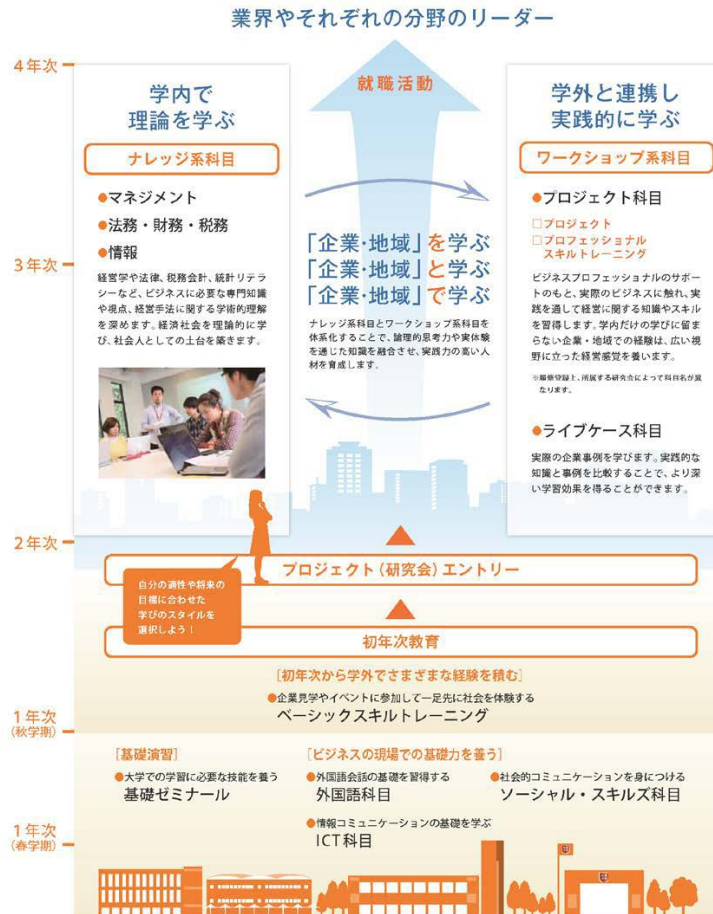 業界やそれぞれの分野のリーダー
4年次
就職活動
学内で
理論を学ぶ
ナレッジ系科目
●マネジメント
●法務・財務・税務
●情報
3年次
経営学や法律、税務会計、統計リテラ
シーなど、ビジネスに必要な専門知識
や視点、経営手法に関する学術的理解
を深めます。経済社会を理論的に学
び、社会人としての土台を築きます。
「企業・地域」を学ぶ
「企業・地域」と学ぶ
「企業・地域」で学ぶ
ナレッジ系科目とワークショップ系科目を
体系化することで、論理的思考力や実体験
を通じた知識を融合させ、実践力の高い人
材を育成します。
学外と連携し
実践的に学ぶ
ワークショップ系科目
●プロジェクト科目
□プロジェクト
□プロフェッショナル
スキルトレーニング
ビジネスプロフェッショナルのサポー
トのもと、実際のビジネスに触れ、実
践を通して経営に関する知識やスキル
を習得します。学内だけの学びに留ま
らない企業・地域での経験は、広い視
野に立った経営感覚を養います。
※履修登録上、所属する研究会によって科目名が異
なります。
●ライブケース科目
実際の企業事例を学びます。実践的な
知識と事例を比較することで、より深
い学習効果を得ることができます。
2年次
プロジェクト（研究会）エントリー
自分の適性や将来の
目標に合わせた
学びのスタイルを
選択しよう！
初年次教育
［初年次から学外でさまざまな経験を積む］
●企業見学やイベントに参加して一足先に社会を体験する
ベーシックスキルトレーニング
1年次
（秋学期）
［基礎演習］
●大学での学習に必要な技能を養う
基礎ゼミナール
［ビジネスの現場での基礎力を養う］
●外国語会話の基礎を習得する
外国語科目
●社会的コミュニケーションを身につける
ソーシャル・スキルズ科目
●情報コミュニケーションの基礎を学ぶ
ICT科目
1年次
（春学期）